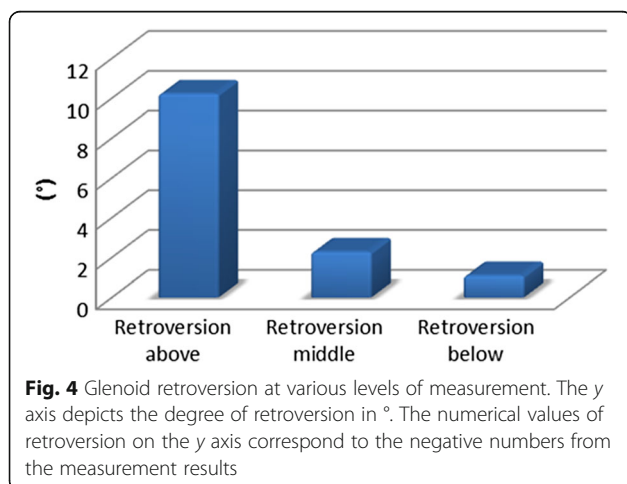 12
10
8
6
4
2
0
(°)
Retroversion above
Retroversion middle
Retroversion below
Fig. 4 Glenoid retroversion at various levels of measurement. The y
axis depicts the degree of retroversion in °. The numerical values of
retroversion on the y axis correspond to the negative numbers from
the measurement results